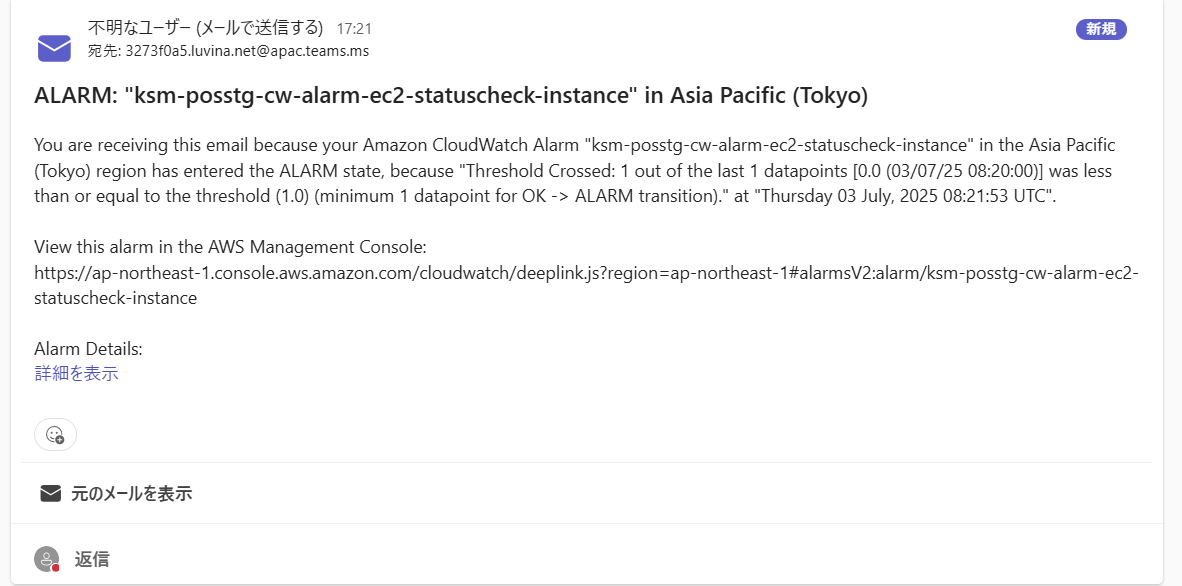 不明なユーザー (メールで送信する) 17:21
新規
宛先: 3273f0a5.luvina.net@apac.teams.ms
ALARM: "ksm-posstg-cw-alarm-ec2-statuscheck-instance" in Asia Pacific (Tokyo)
You are receiving this email because your Amazon CloudWatch Alarm "ksm-posstg-cw-alarm-ec2-statuscheck-instance" in the Asia Pacific
(Tokyo) region has entered the ALARM state, because "Threshold Crossed: 1 out of the last 1 datapoints [0.0 (03/07/25 08:20:00)] was less
than or equal to the threshold (1.0) (minimum 1 datapoint for OK -> ALARM transition)." at "Thursday 03 July, 2025 08:21:53 UTC".
View this alarm in the AWS Management Console:
https://ap-northeast-1.console.aws.amazon.com/cloudwatch/deeplink.js?region=ap-northeast-1#alarmsV2:alarm/ksm-posstg-cw-alarm-ec2-
statuscheck-instance
Alarm Details:
詳細を表示
元のメールを表示
返信